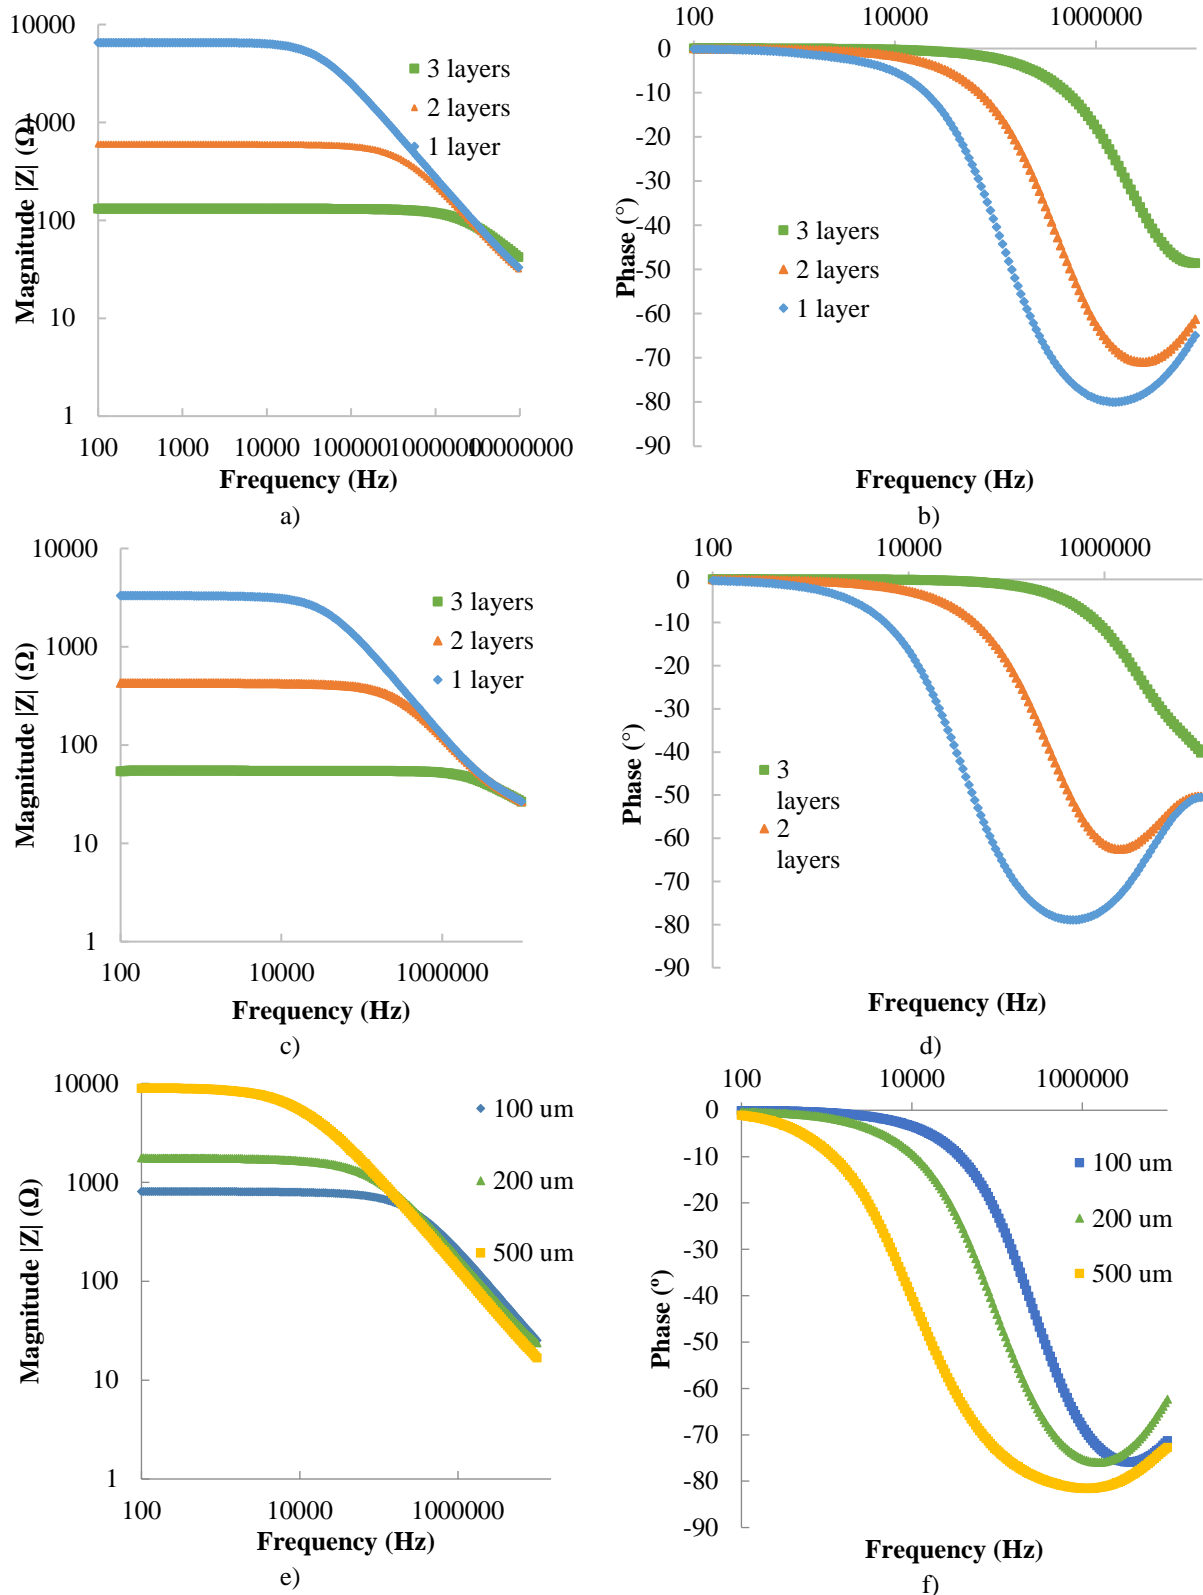 10000
1000
100
10
1
Magnitude |Z| (Ω)
3 layers
2 layers
1 layer
100 1000 10000 100000 1000000 10000000
Frequency (Hz)
a)
100 10000 1000000
0
-10
-20
-30
-40
-50
-60
-70
-80
-90
Phase (°)
3 layers
2 layers
1 layer
Frequency (Hz)
b)
10000
1000
100
10
1
Magnitude |Z| (Ω)
3 layers
2 layers
1 layer
100 10000 1000000
Frequency (Hz)
c)
100 10000 1000000
0
-10
-20
-30
-40
-50
-60
-70
-80
-90
Phase (°)
3
layers
2
layers
Frequency (Hz)
d)
10000
1000
100
10
1
Magnitude |Z| (Ω)
100 um
200 um
500 um
100 10000 1000000
Frequency (Hz)
e)
100 10000 1000000
0
-10
-20
-30
-40
-50
-60
-70
-80
-90
Phase (º)
100 um
200 um
500 um
Frequency (Hz)
f)